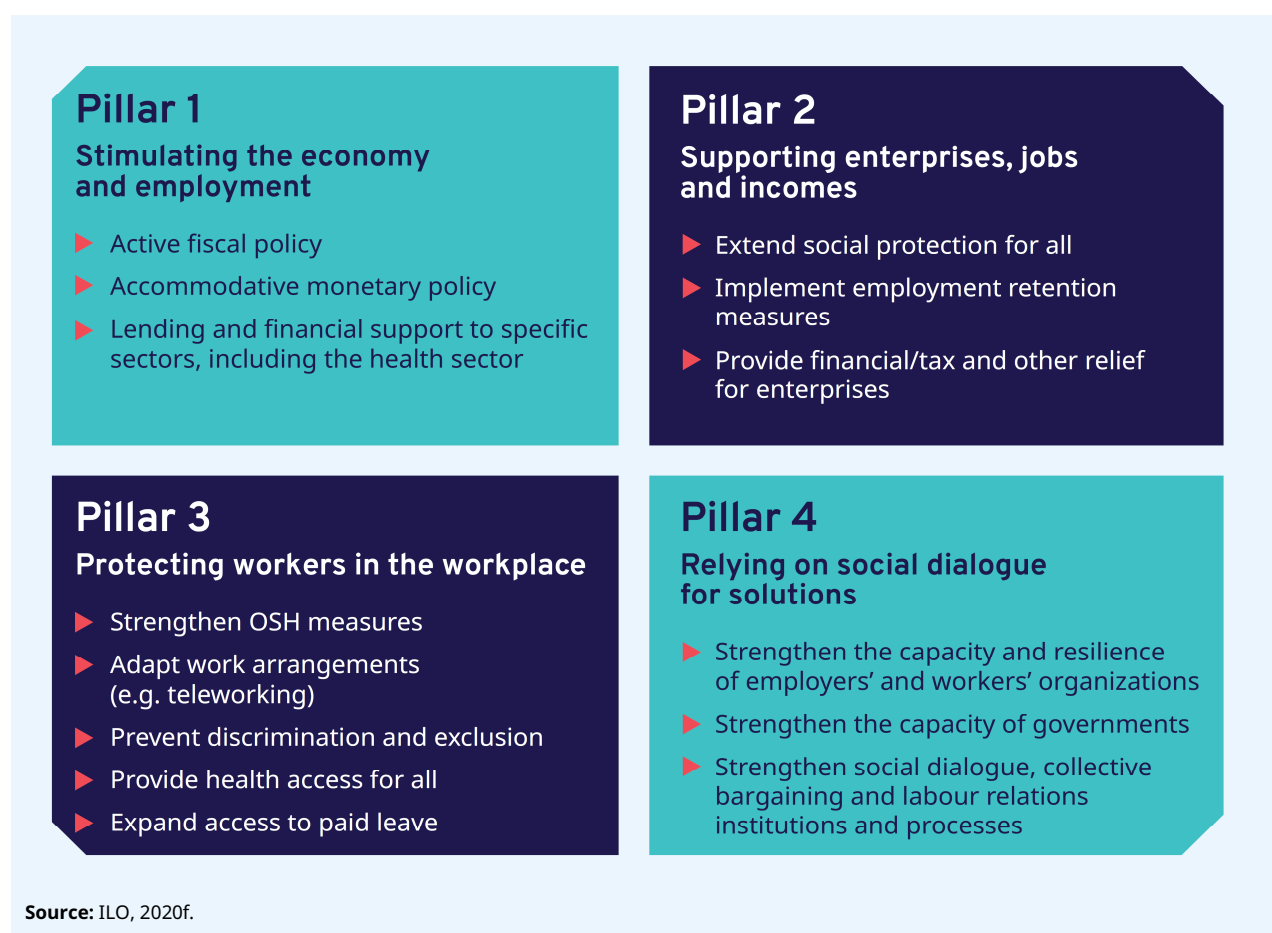 Pillar 1
Stimulating the economy
and employment
Active fiscal policy
Accommodative monetary policy
Lending and financial support to specific
sectors, including the health sector
Pillar 2
Supporting enterprises, jobs
and incomes
Extend social protection for all
Implement employment retention
measures
Provide financial/tax and other relief
for enterprises
Pillar 3
Protecting workers in the workplace
Strengthen OSH measures
Adapt work arrangements
(e.g. teleworking)
Prevent discrimination and exclusion
Provide health access for all
Expand access to paid leave
Pillar 4
Relying on social dialogue
for solutions
Strengthen the capacity and resilience
of employers’ and workers’ organizations
Strengthen the capacity of governments
Strengthen social dialogue, collective
bargaining and labour relations
institutions and processes
Source: ILO, 2020f.